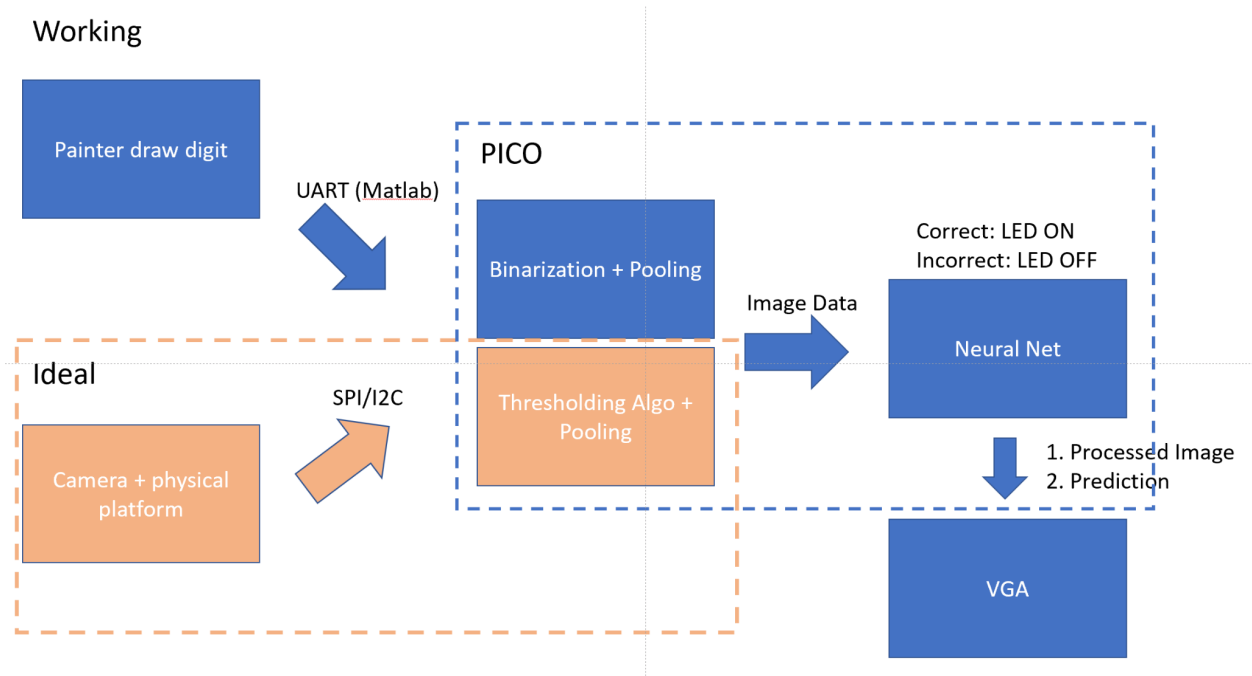 Working
Painter draw digit
UART (Matlab)
PICO
Binarization + Pooling
Image Data
Correct: LED ON
Incorrect: LED OFF
Neural Net
Ideal
SPI/I2C
Camera + physical
platform
Thresholding Algo +
Pooling
1. Processed Image
2. Prediction
VGA